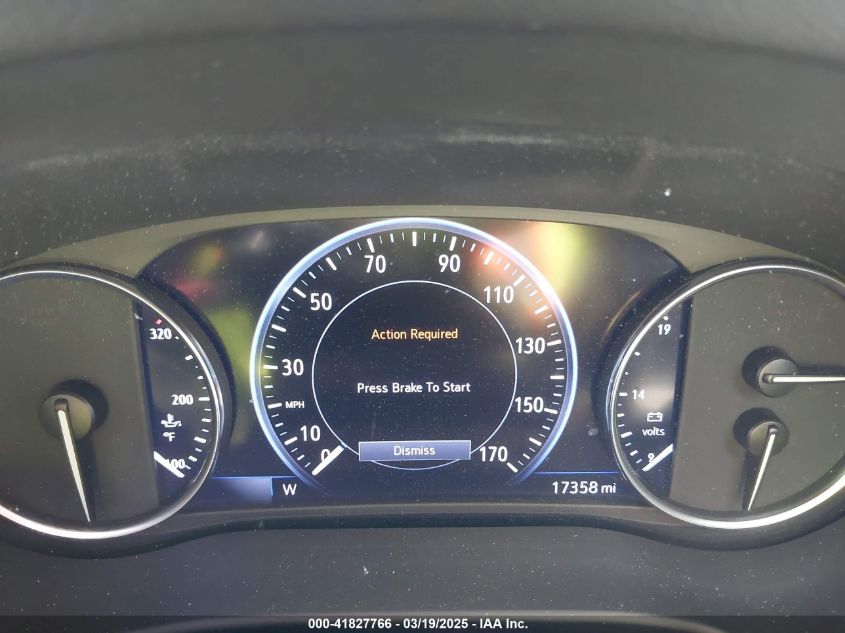 320
200
°F
100
10
30
50
70
90
110
130
150
170
0
MPH
Action Required
Press Brake To Start
Dismiss
W
17358 mi
19
14
volts
9
000-41827766 - 03/19/2025 - IAA Inc.